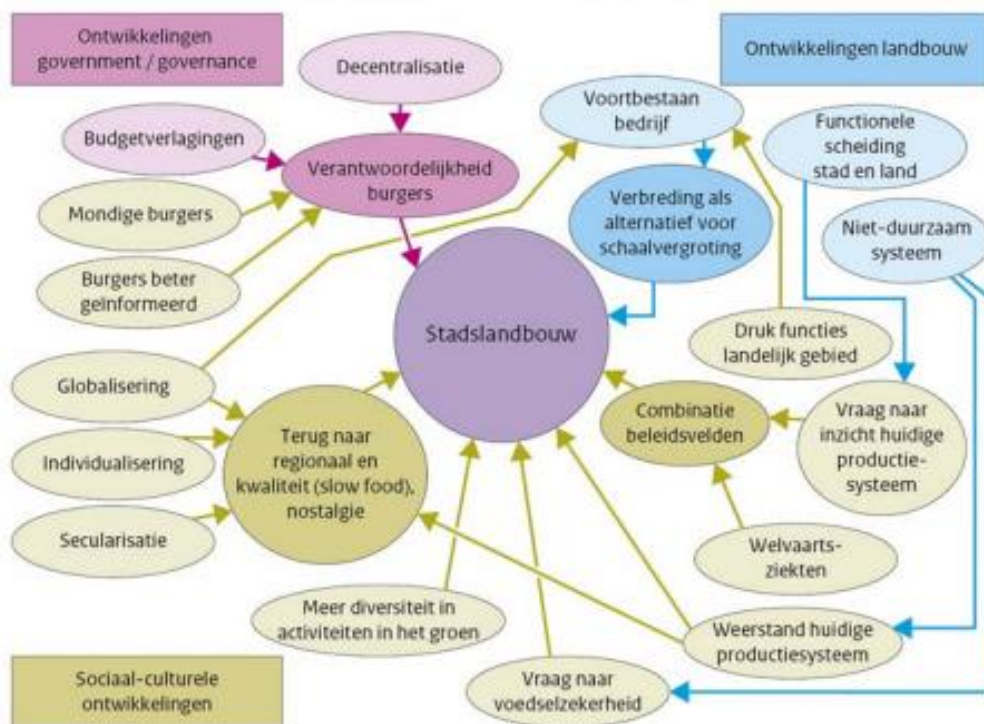 Ontwikkelingen
government / governance
Decentralisatie
Ontwikkelingen landbouw
Voortbestaan
bedrijf
Functionele
scheiding
stad en land
Budgetverlagingen
Verantwoordelijkheid
burgers
Mondige burgers
Verbreding als
alternatief voor
schaalvergroting
Niet-duurzaam
systeem
Burgers beter
geïnformeerd
Stadslandbouw
Druk functies
landelijk gebied
Globalisering
Terug naar
regionaal en
kwaliteit (slow food),
nostalgie
Combinatie
beleidsvelden
Vraag naar
inzicht huidige
productie-
systeem
Individualisering
Secularisatie
Welvaarts-
ziekten
Meer diversiteit in
activiteiten in het groen
Weerstand huidige
productiesysteem
Sociaal-culturele
ontwikkelingen
Vraag naar
voedselzekerheid